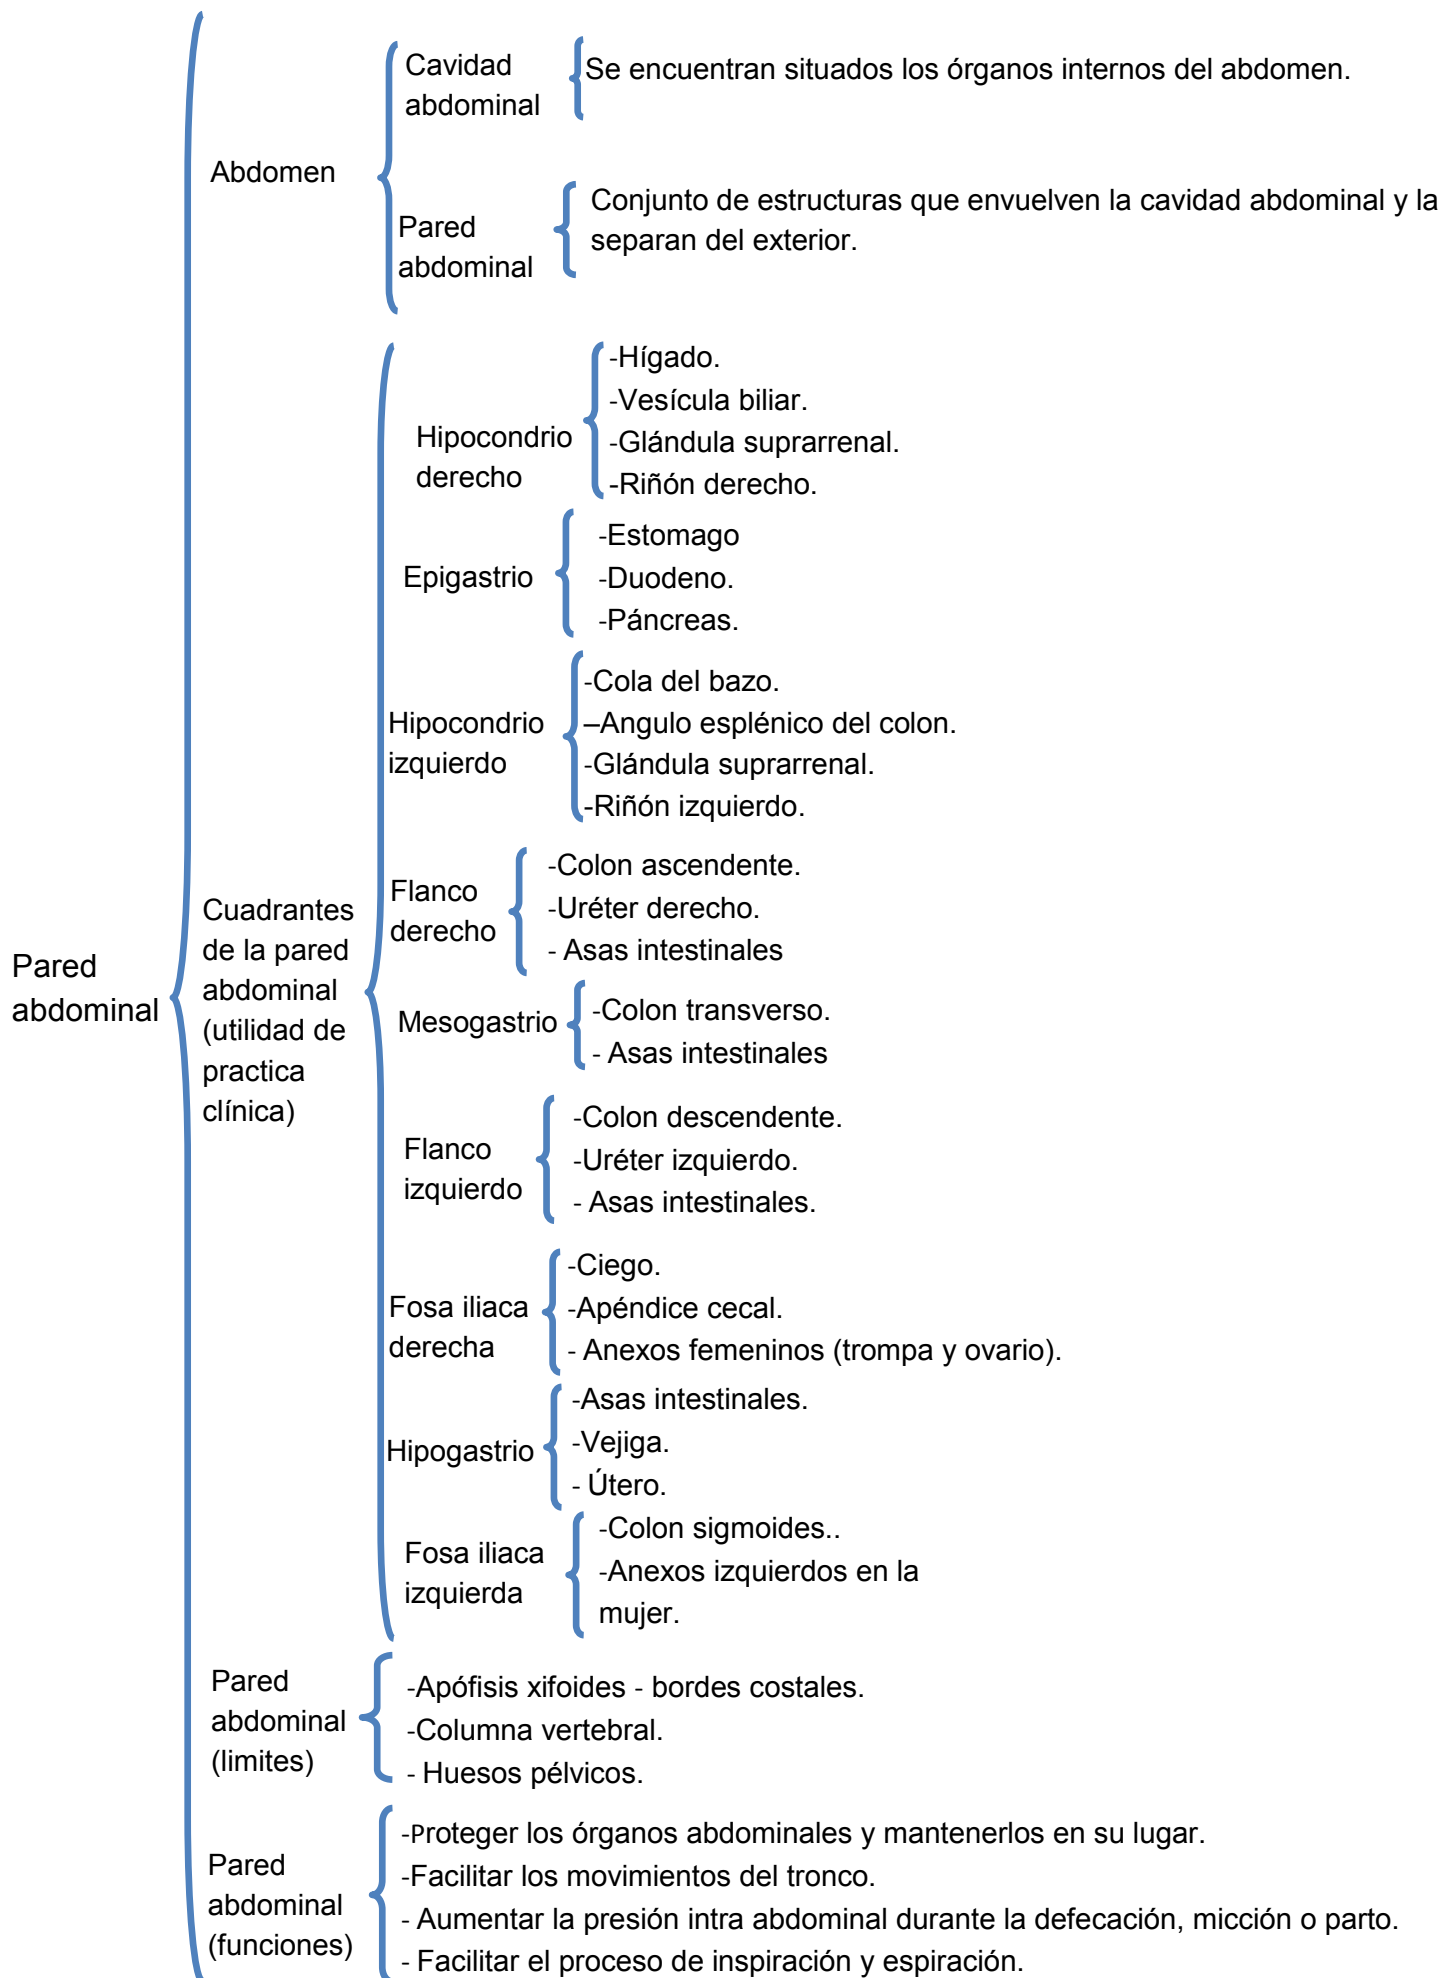 Pared
abdominal
Abdomen
Cavidad
abdominal
Se encuentran situados los órganos internos del abdomen.
Pared
abdominal
Conjunto de estructuras que envuelven la cavidad abdominal y la
separan del exterior.
Cuadrantes
de la pared
abdominal
(utilidad de
practica
clínica)
Hipocondrio
derecho
-Hígado.
-Vesícula biliar.
-Glándula suprarrenal.
-Riñón derecho.
Epigastrio
-Estomago
-Duodeno.
-Páncreas.
Hipocondrio
izquierdo
-Cola del bazo.
–Angulo esplénico del colon.
-Glándula suprarrenal.
-Riñón izquierdo.
Flanco
derecho
-Colon ascendente.
-Uréter derecho.
- Asas intestinales
Mesogastrio
-Colon transverso.
- Asas intestinales
Flanco
izquierdo
-Colon descendente.
-Uréter izquierdo.
- Asas intestinales.
Fosa iliaca
derecha
-Ciego.
-Apéndice cecal.
- Anexos femeninos (trompa y ovario).
Hipogastrio
-Asas intestinales.
-Vejiga.
- Útero.
Fosa iliaca
izquierda
-Colon sigmoides..
-Anexos izquierdos en la
mujer.
Pared
abdominal
(limites)
-Apófisis xifoides - bordes costales.
-Columna vertebral.
- Huesos pélvicos.
Pared
abdominal
(funciones)
-Proteger los órganos abdominales y mantenerlos en su lugar.
-Facilitar los movimientos del tronco.
- Aumentar la presión intra abdominal durante la defecación, micción o parto.
- Facilitar el proceso de inspiración y espiración.